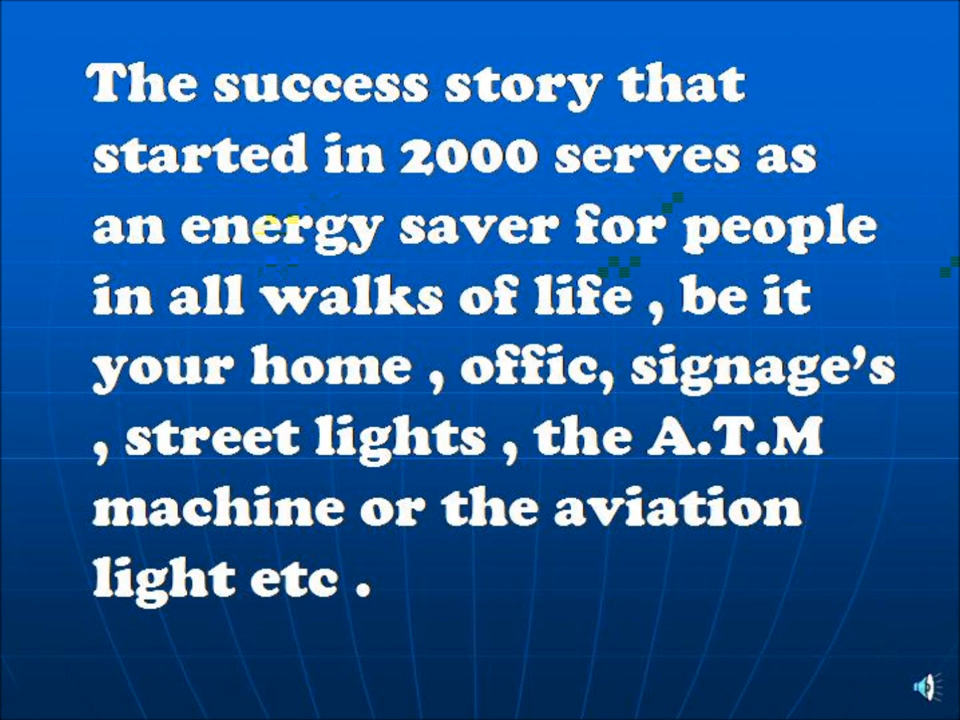 The success story that
started in 2000 serves as
an energy saver for people
in all walks of life , be it
your home , offic, signage’s
, street lights , the A.T.M
machine or the aviation
light etc .